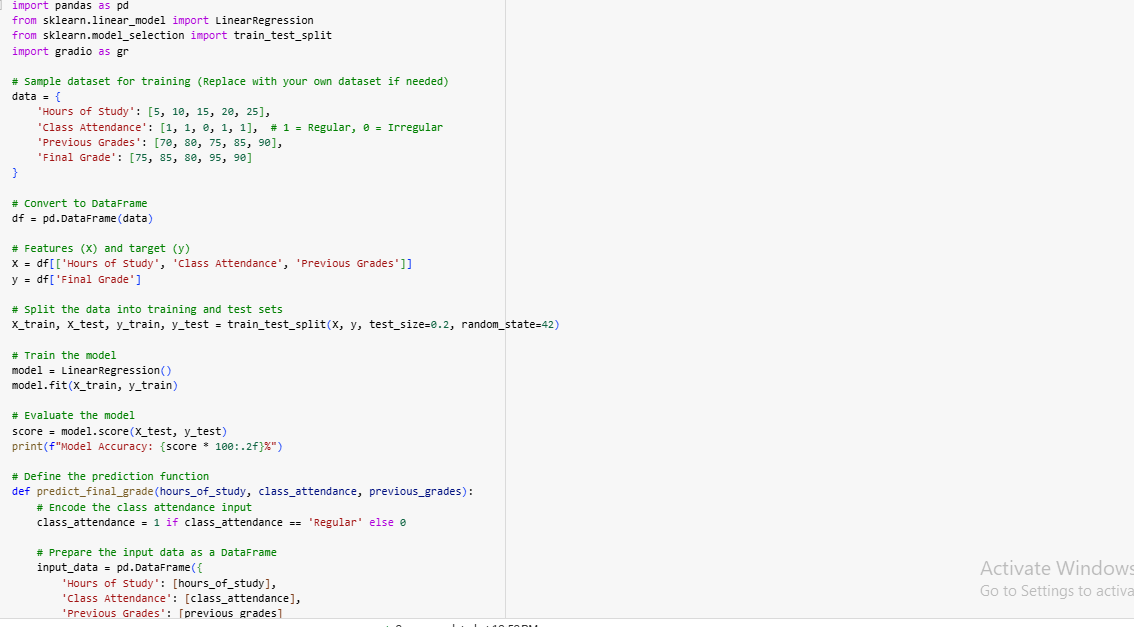 import pandas as pd
from sklearn.linear_model import LinearRegression
from sklearn.model_selection import train_test_split
import gradio as gr

# Sample dataset for training (Replace with your own dataset if needed)
data = {
    'Hours of Study': [5, 10, 15, 20, 25],
    'Class Attendance': [1, 1, 0, 1, 1],  # 1 = Regular, 0 = Irregular
    'Previous Grades': [70, 80, 75, 85, 90],
    'Final Grade': [75, 85, 80, 95, 90]
}

# Convert to DataFrame
df = pd.DataFrame(data)

# Features (X) and target (y)
X = df[['Hours of Study', 'Class Attendance', 'Previous Grades']]
y = df['Final Grade']

# Split the data into training and test sets
X_train, X_test, y_train, y_test = train_test_split(X, y, test_size=0.2, random_state=42)

# Train the model
model = LinearRegression()
model.fit(X_train, y_train)

# Evaluate the model
score = model.score(X_test, y_test)
print(f"Model Accuracy: {score * 100:.2f}%")

# Define the prediction function
def predict_final_grade(hours_of_study, class_attendance, previous_grades):
    # Encode the class attendance input
    class_attendance = 1 if class_attendance == 'Regular' else 0

    # Prepare the input data as a DataFrame
    input_data = pd.DataFrame({
        'Hours of Study': [hours_of_study],
        'Class Attendance': [class_attendance],
        'Previous Grades': [previous_grades]
Activate Windows
Go to Settings to activa